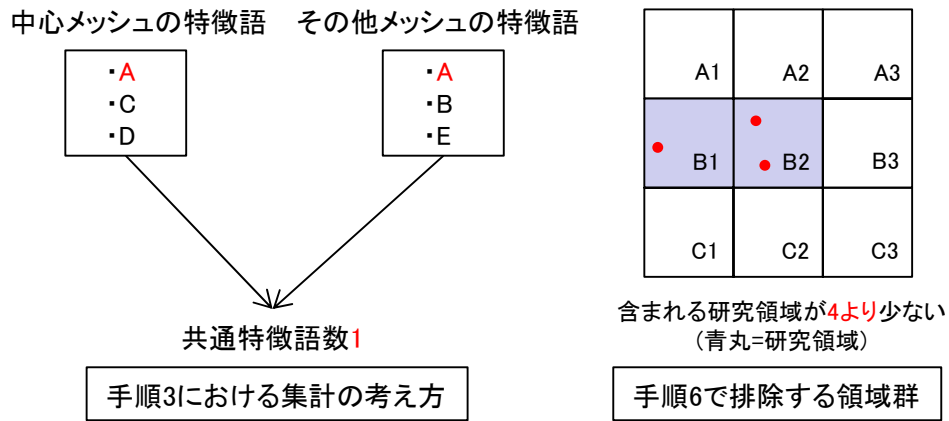 中心メッシュの特徴語
・A
・C
・D
その他メッシュの特徴語
・A
・B
・E
共通特徴語数1
手順3における集計の考え方
A1 A2 A3
B1 B2 B3
C1 C2 C3
含まれる研究領域が4より少ない
(青丸=研究領域)
手順6で排除する領域群